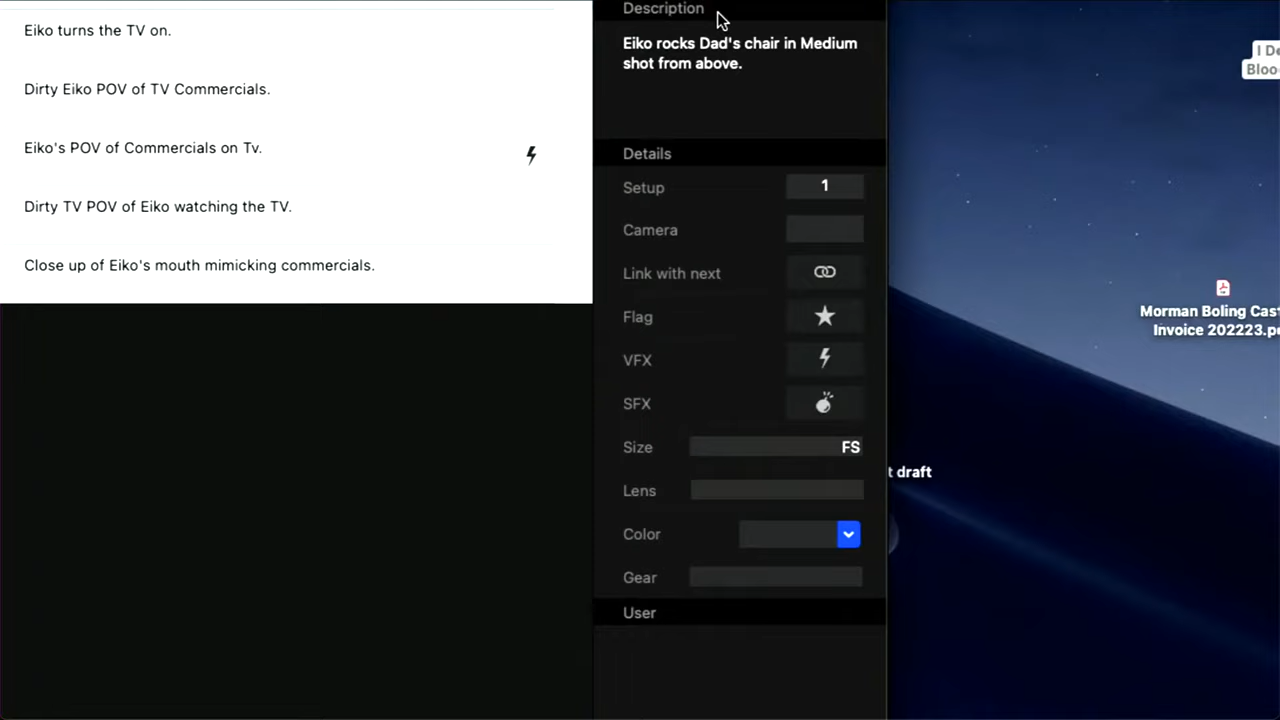 Eiko turns the TV on.
Dirty Eiko POV of TV Commercials.
Eiko's POV of Commercials on Tv.
Dirty TV POV of Eiko watching the TV.
Close up of Eiko's mouth mimicking commercials.
Description
Eiko rocks Dad's chair in Medium
shot from above.
Details
Setup 1
Camera
Link with next
Flag
VFX
SFX
Size FS
Lens
Color
Gear
User
I De
Bloo
Morman Boling Cast
Invoice 202223.p
t draft